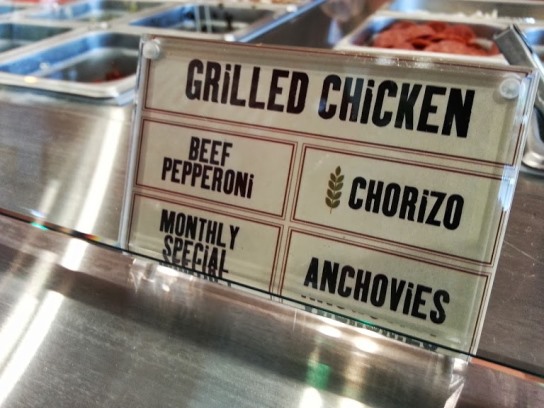 GRiLLED CHiCKEN
BEEF
PEPPERONi
CHORiZO
MONTHLY
SPECiAL
ANCHOViES